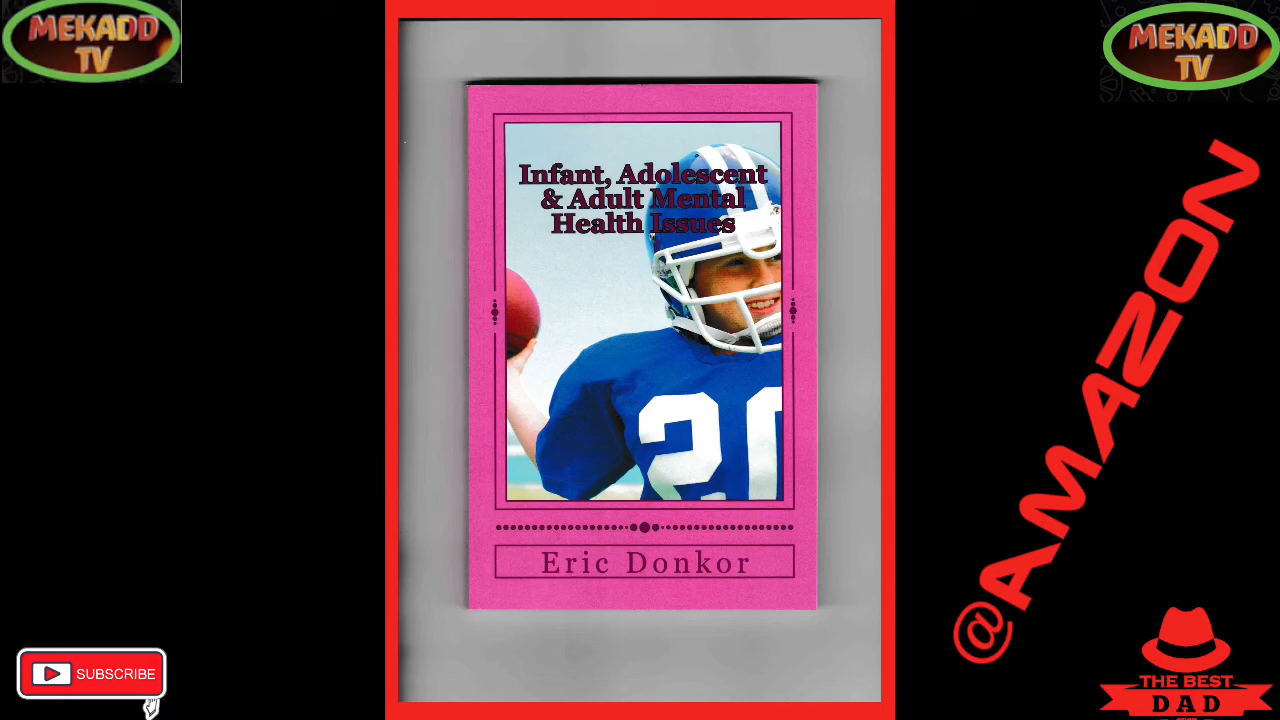 MEKADD
TV
MEKADD
TV
Infant, Adolescent
& Adult Mental
Health Issues
20
Eric Donkor
@AMAZON
SUBSCRIBE
THE BEST
DAD